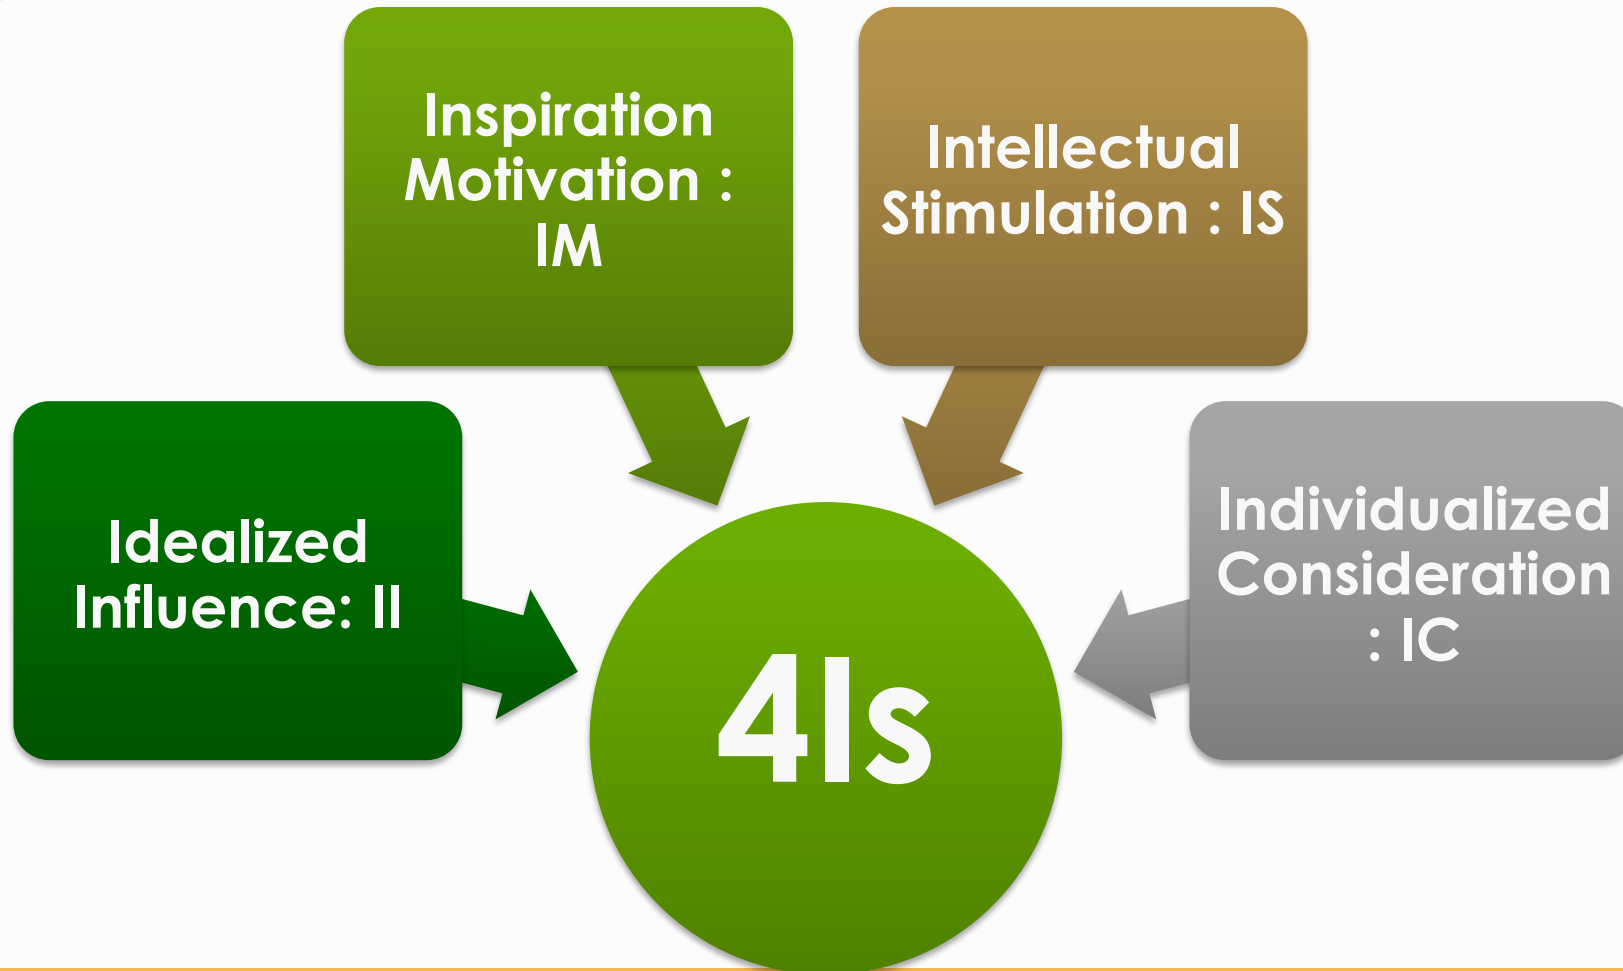 Inspiration
Motivation :
IM
Intellectual
Stimulation : IS
Idealized
Influence: II
Individualized
Consideration
: IC
4Is